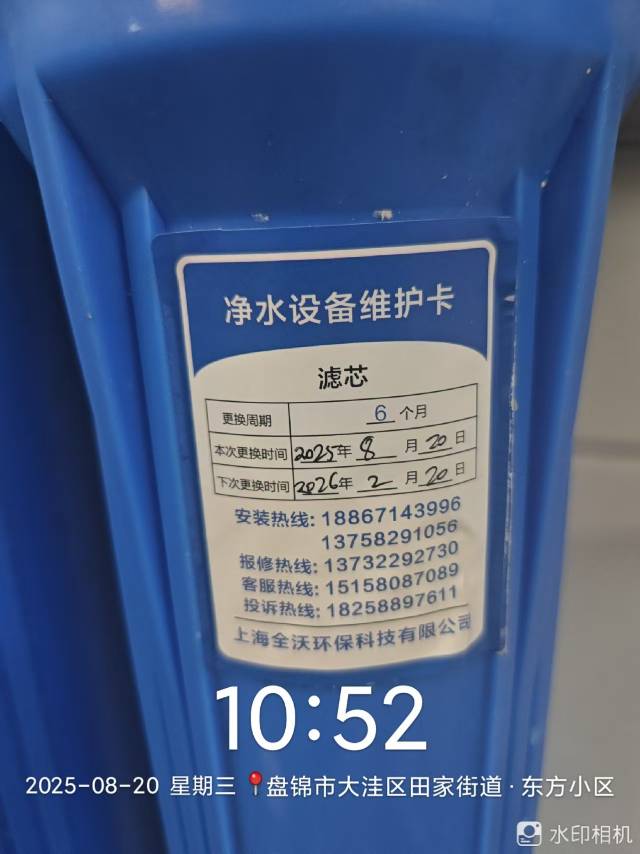 净水设备维护卡
滤芯
更换周期 6 个月
本次更换时间 2025年 8 月 20 日
下次更换时间 2026年 2 月 20 日
安装热线: 18867143996
13758291056
报修热线: 13732292730
客服热线: 15158087089
投诉热线: 18258897611
上海全沃环保科技有限公司
10:52
2025-08-20 星期三 📍盘锦市大洼区田家街道·东方小区
水印相机